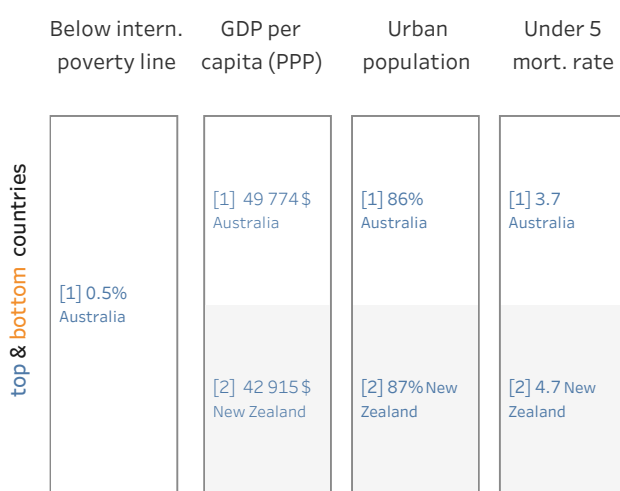 Below intern.
poverty line
GDP per
capita (PPP)
Urban
population
Under 5
mort. rate
top & bottom countries
[1] 0.5%
Australia
[1] 49 774 $
Australia
[2] 42 915 $
New Zealand
[1] 86%
Australia
[2] 87% New
Zealand
[1] 3.7
Australia
[2] 4.7 New
Zealand